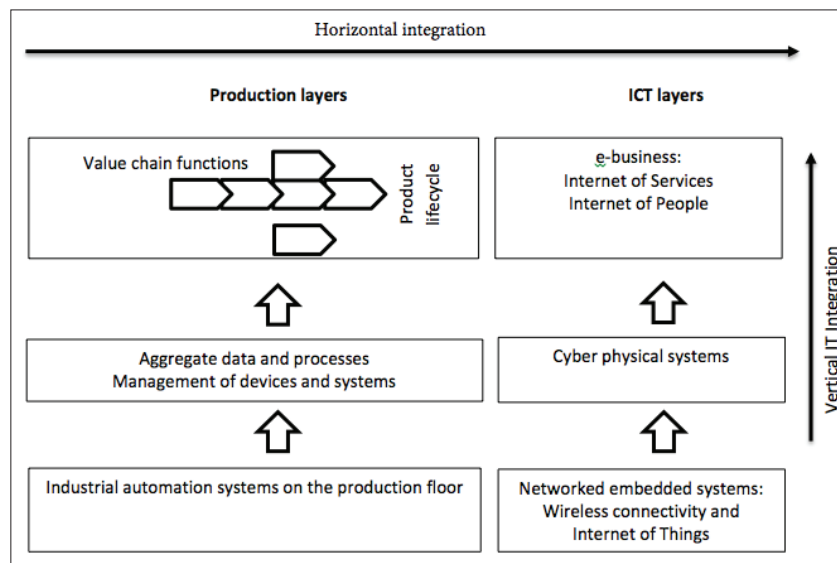 Horizontal integration
Production layers
ICT layers
Value chain functions
Product
lifecycle
e-business:
Internet of Services
Internet of People
Vertical IT Integration
Aggregate data and processes
Management of devices and systems
Cyber physical systems
Industrial automation systems on the production floor
Networked embedded systems:
Wireless connectivity and
Internet of Things